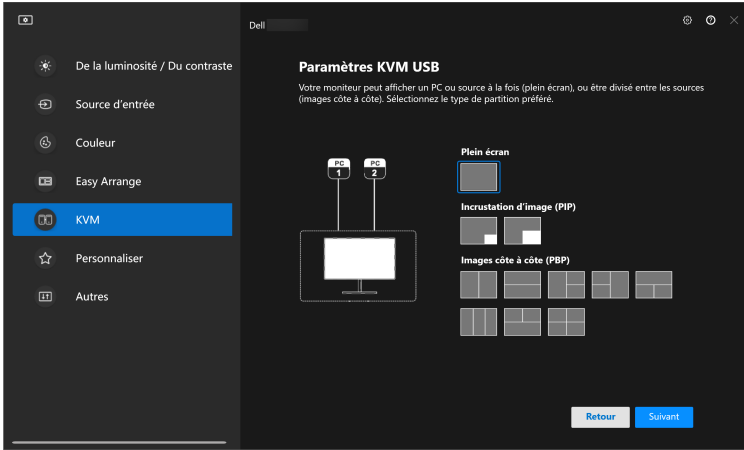 Dell
De la luminosité / Du contraste
Source d'entrée
Couleur
Easy Arrange
KVM
Personnaliser
Autres
Paramètres KVM USB
Votre moniteur peut afficher un PC ou source à la fois (plein écran), ou être divisé entre les sources
(images côte à côte). Sélectionnez le type de partition préféré.
PC
1
PC
2
Plein écran
Incrustation d'image (PIP)
Images côte à côte (PBP)
Retour
Suivant